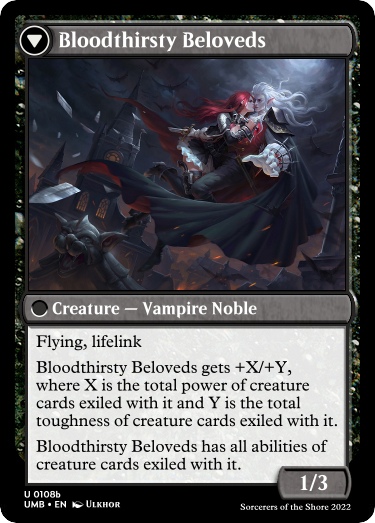 Bloodthirsty Beloveds
Creature — Vampire Noble
Flying, lifelink
Bloodthirsty Beloveds gets +X/+Y,
where X is the total power of creature
cards exiled with it and Y is the total
toughness of creature cards exiled with it.
Bloodthirsty Beloveds has all abilities of
creature cards exiled with it.
1/3
U 0108b
UMB • EN Ulkhor
Sorcerers of the Shore 2022